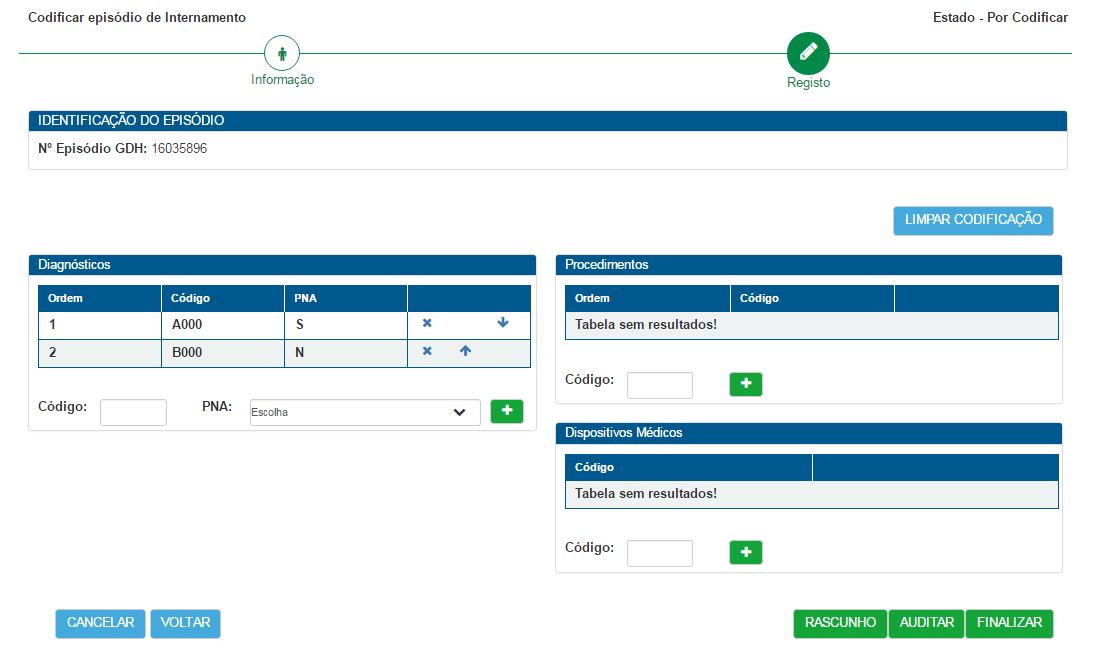 Codificar episódio de Internamento
Estado - Por Codificar
Informação
Registo
IDENTIFICAÇÃO DO EPISÓDIO
Nº Episódio GDH: 16035896
LIMPAR CODIFICAÇÃO
Diagnósticos
Ordem Código PNA
1 A000 S
2 B000 N
Código: PNA: Escolha
Procedimentos
Ordem Código
Tabela sem resultados!
Código:
Dispositivos Médicos
Código
Tabela sem resultados!
Código:
CANCELAR VOLTAR
RASCUNHO AUDITAR FINALIZAR